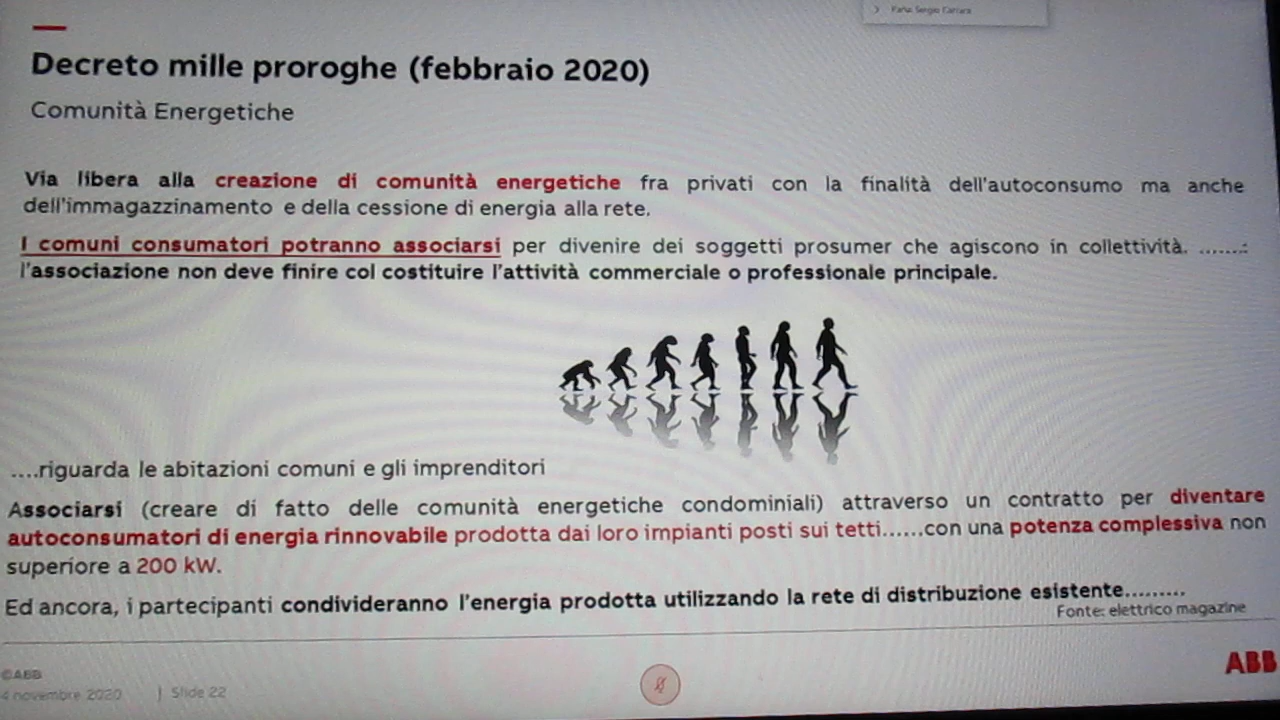 Parla: Sergio Carrara
Decreto mille proroghe (febbraio 2020)
Comunità Energetiche
Via libera alla creazione di comunità energetiche fra privati con la finalità dell'autoconsumo ma anche
dell'immagazzinamento e della cessione di energia alla rete.
I comuni consumatori potranno associarsi per divenire dei soggetti prosumer che agiscono in collettività. .......:
l'associazione non deve finire col costituire l'attività commerciale o professionale principale.
....riguarda le abitazioni comuni e gli imprenditori
Associarsi (creare di fatto delle comunità energetiche condominiali) attraverso un contratto per diventare
autoconsumatori di energia rinnovabile prodotta dai loro impianti posti sui tetti......con una potenza complessiva non
superiore a 200 kW.
Ed ancora, i partecipanti condivideranno l'energia prodotta utilizzando la rete di distribuzione esistente.........
Fonte: elettrico magazine
©ABB
4 novembre 2020 | Slide 22
ABB